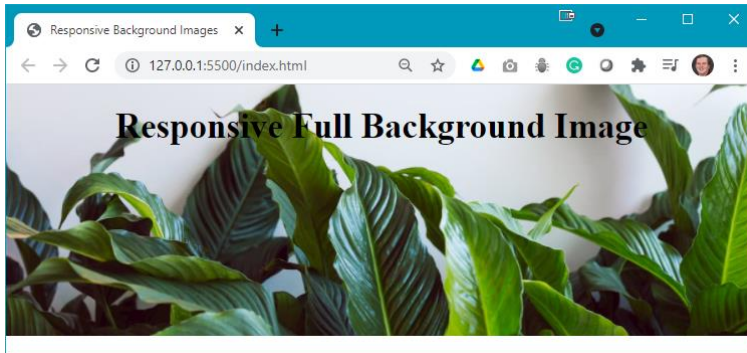 Responsive Background Images
127.0.0.1:5500/index.html
Responsive Full Background Image